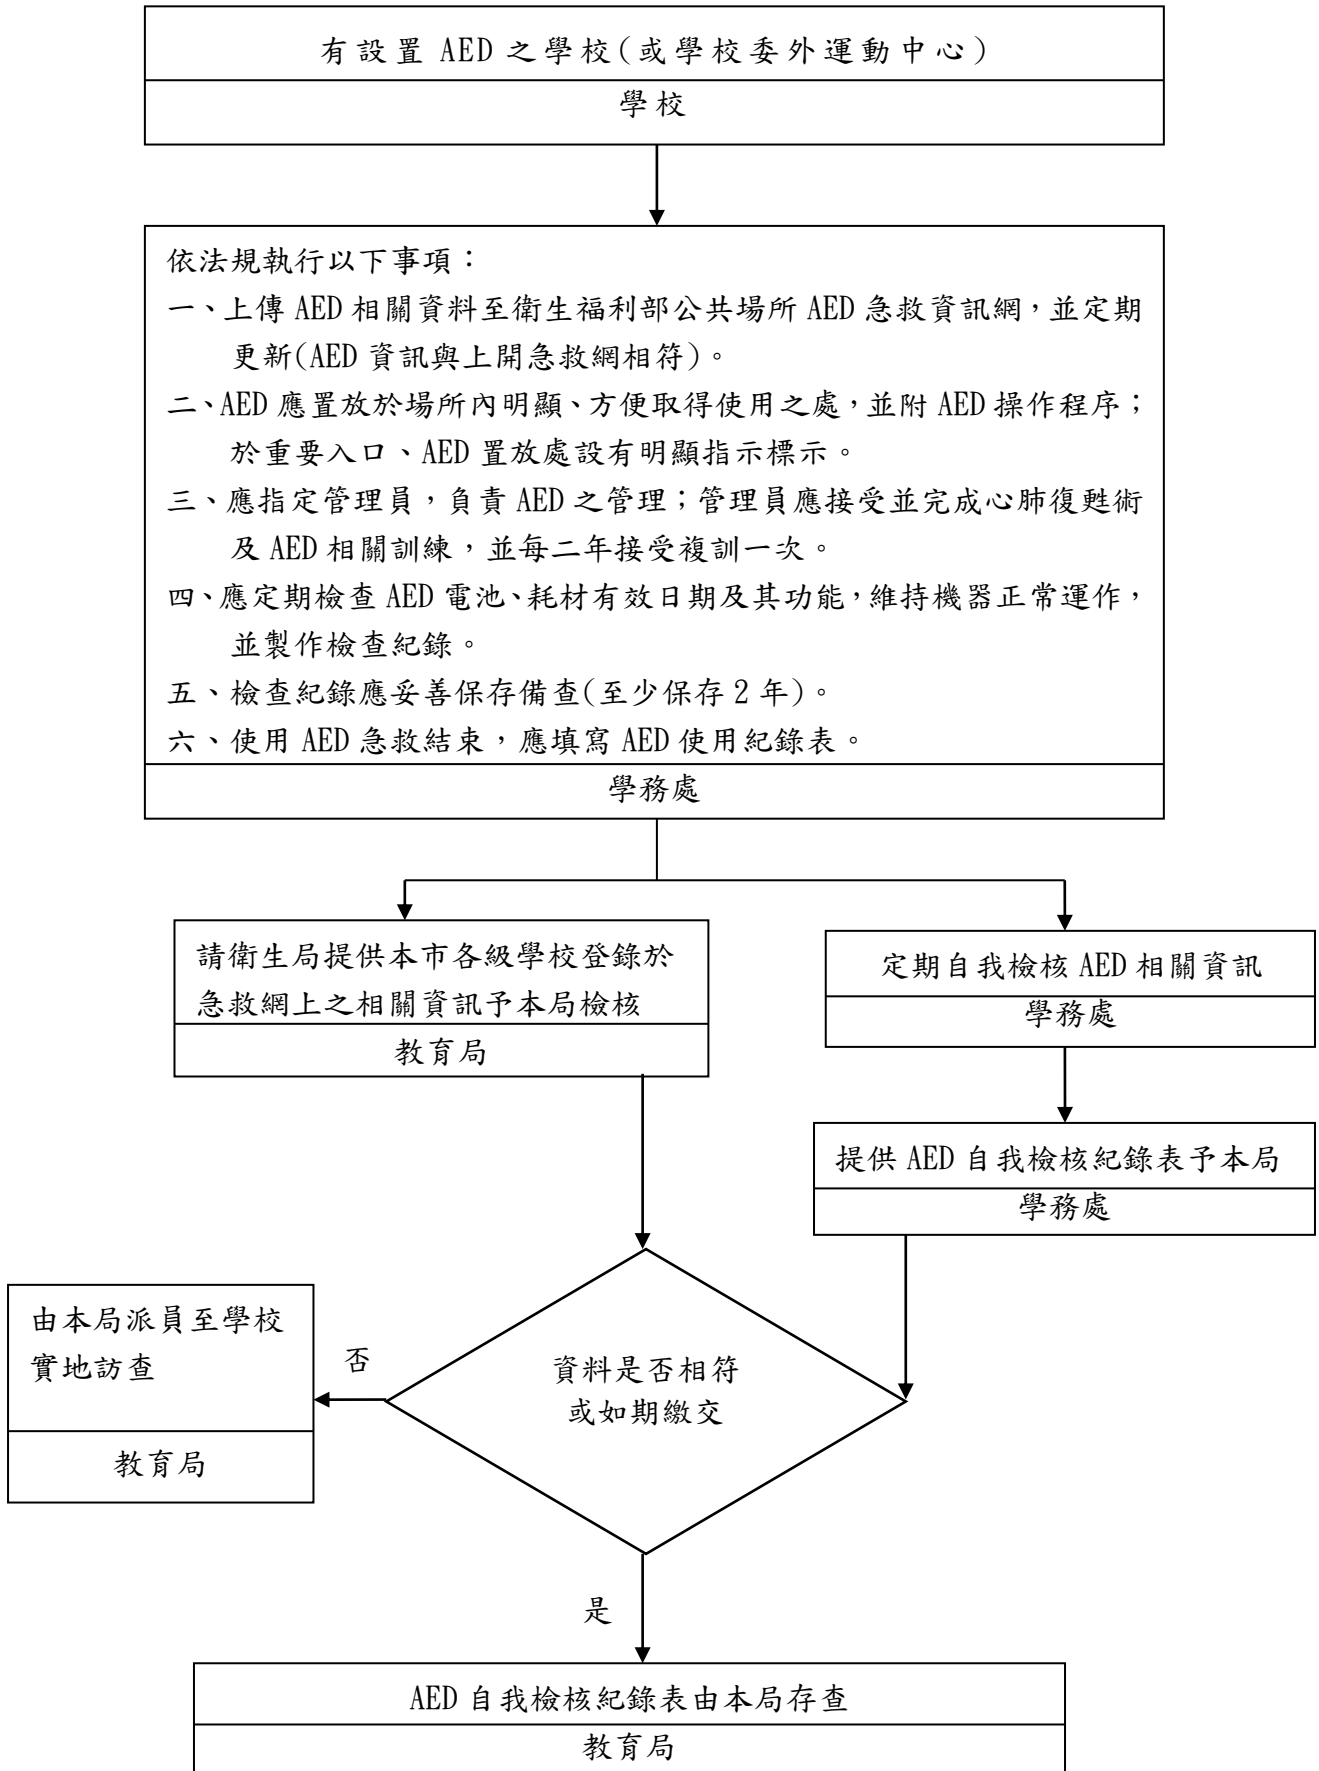 有設置 AED 之學校(或學校委外運動中心)
學校
依法規執行以下事項：
一、上傳 AED 相關資料至衛生福利部公共場所 AED 急救資訊網，並定期
更新(AED 資訊與上開急救網相符)。
二、AED 應置放於場所內明顯、方便取得使用之處，並附 AED 操作程序；
於重要入口、AED 置放處設有明顯指示標示。
三、應指定管理員，負責 AED 之管理；管理員應接受並完成心肺復甦術
及 AED 相關訓練，並每二年接受複訓一次。
四、應定期檢查 AED 電池、耗材有效日期及其功能，維持機器正常運作，
並製作檢查紀錄。
五、檢查紀錄應妥善保存備查(至少保存 2 年)。
六、使用 AED 急救結束，應填寫 AED 使用紀錄表。
學務處
請衛生局提供本市各級學校登錄於
急救網上之相關資訊予本局檢核
教育局
定期自我檢核 AED 相關資訊
學務處
提供 AED 自我檢核紀錄表予本局
學務處
由本局派員至學校
實地訪查
教育局
否
資料是否相符
或如期繳交
是
AED 自我檢核紀錄表由本局存查
教育局